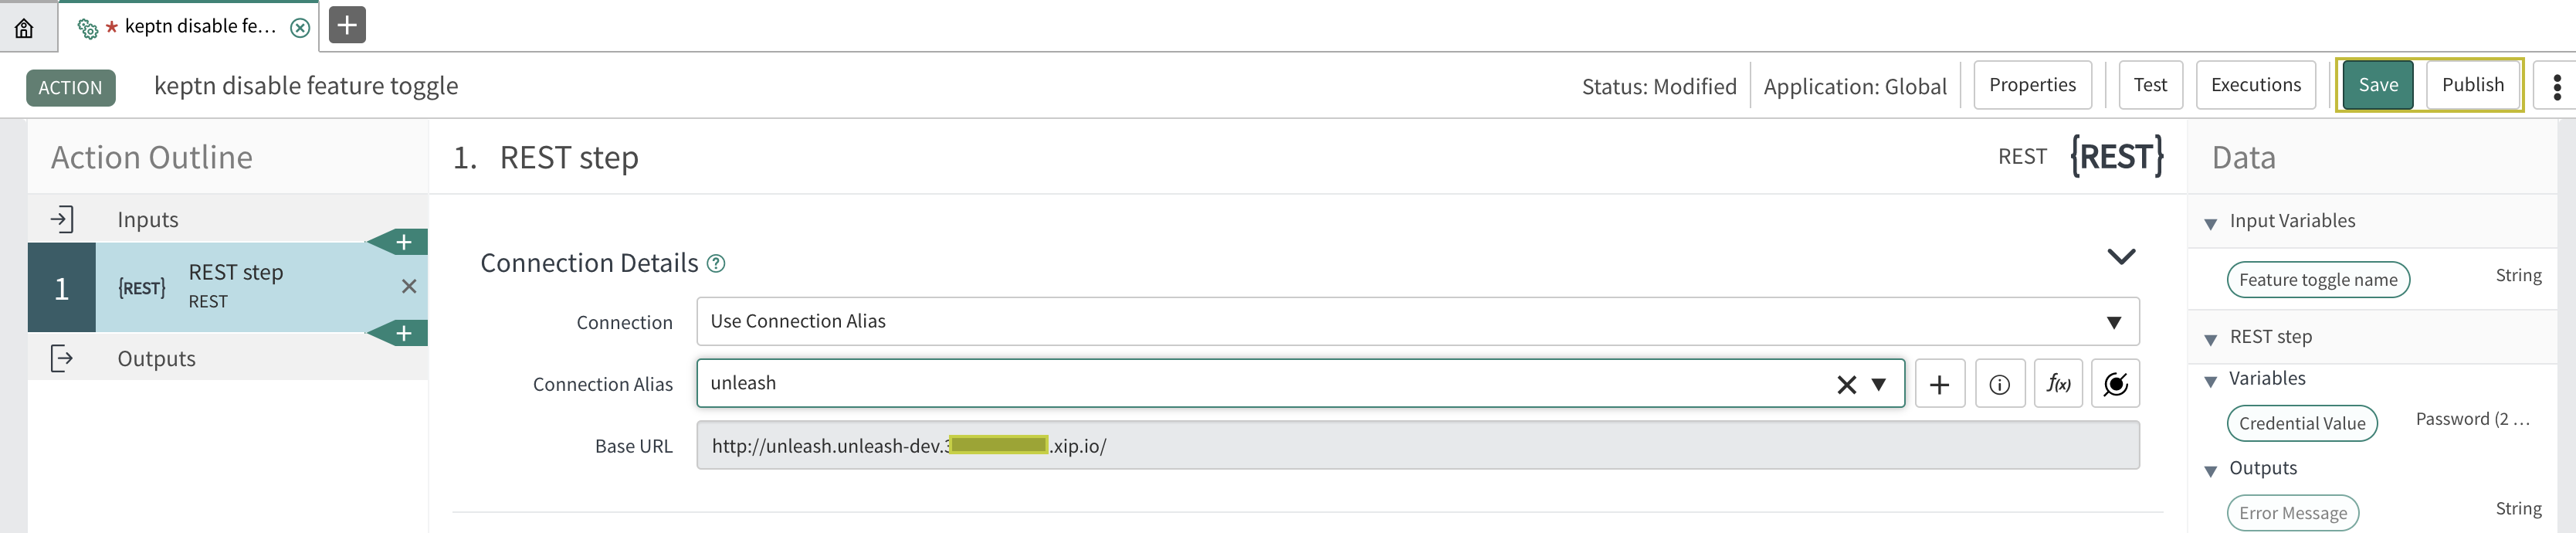 * keptn disable fe...
ACTION keptn disable feature toggle Status: Modified Application: Global Properties Test Executions Save Publish
Action Outline
Inputs
1 {REST} REST step
REST
Outputs
1. REST step REST {REST}
Connection Details ?
Connection Use Connection Alias
Connection Alias unleash f(x)
Base URL http://unleash.unleash-dev.3 .xip.io/
Data
Input Variables
Feature toggle name String
REST step
Variables
Credential Value Password (2 ...
Outputs
Error Message String